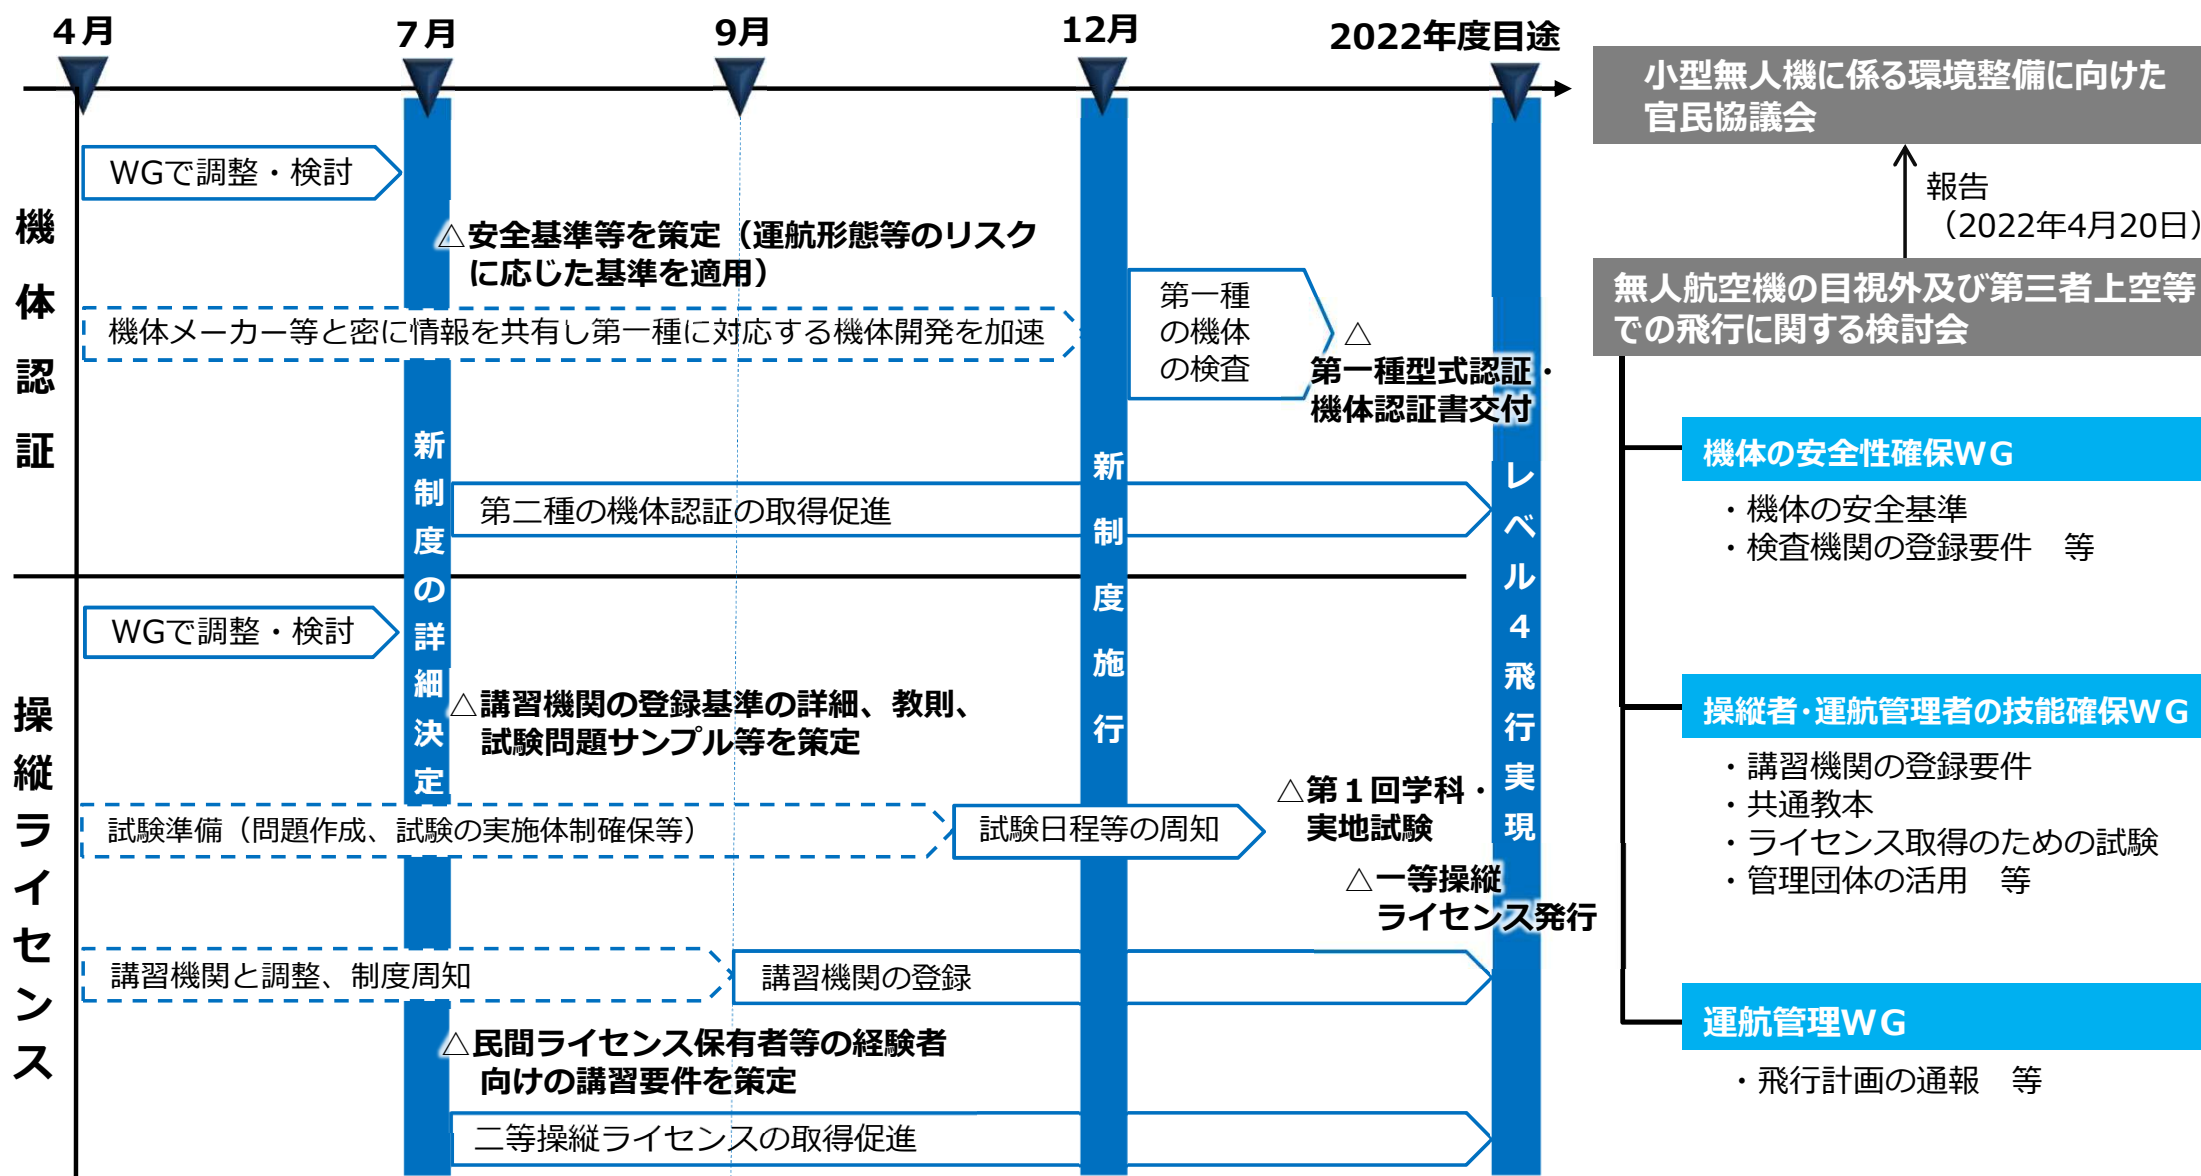 4月
7月
9月
12月
2022年度目途
機体認証
WGで調整・検討
△安全基準等を策定（運航形態等のリスク
に応じた基準を適用）
機体メーカー等と密に情報を共有し第一種に対応する機体開発を加速
第一種
の機体
の検査
△
第一種型式認証・
機体認証書交付
第二種の機体認証の取得促進
新制度の詳細決定
新制度施行
レベル４飛行実現
操縦ライセンス
WGで調整・検討
△講習機関の登録基準の詳細、教則、
試験問題サンプル等を策定
試験準備（問題作成、試験の実施体制確保等）
試験日程等の周知
△第１回学科・
実地試験
△一等操縦
ライセンス発行
講習機関と調整、制度周知
講習機関の登録
△民間ライセンス保有者等の経験者
向けの講習要件を策定
二等操縦ライセンスの取得促進
小型無人機に係る環境整備に向けた
官民協議会
報告
（2022年4月20日）
無人航空機の目視外及び第三者上空等
での飛行に関する検討会
機体の安全性確保WG
・機体の安全基準
・検査機関の登録要件　等
操縦者・運航管理者の技能確保WG
・講習機関の登録要件
・共通教本
・ライセンス取得のための試験
・管理団体の活用　等
運航管理WG
・飛行計画の通報　等